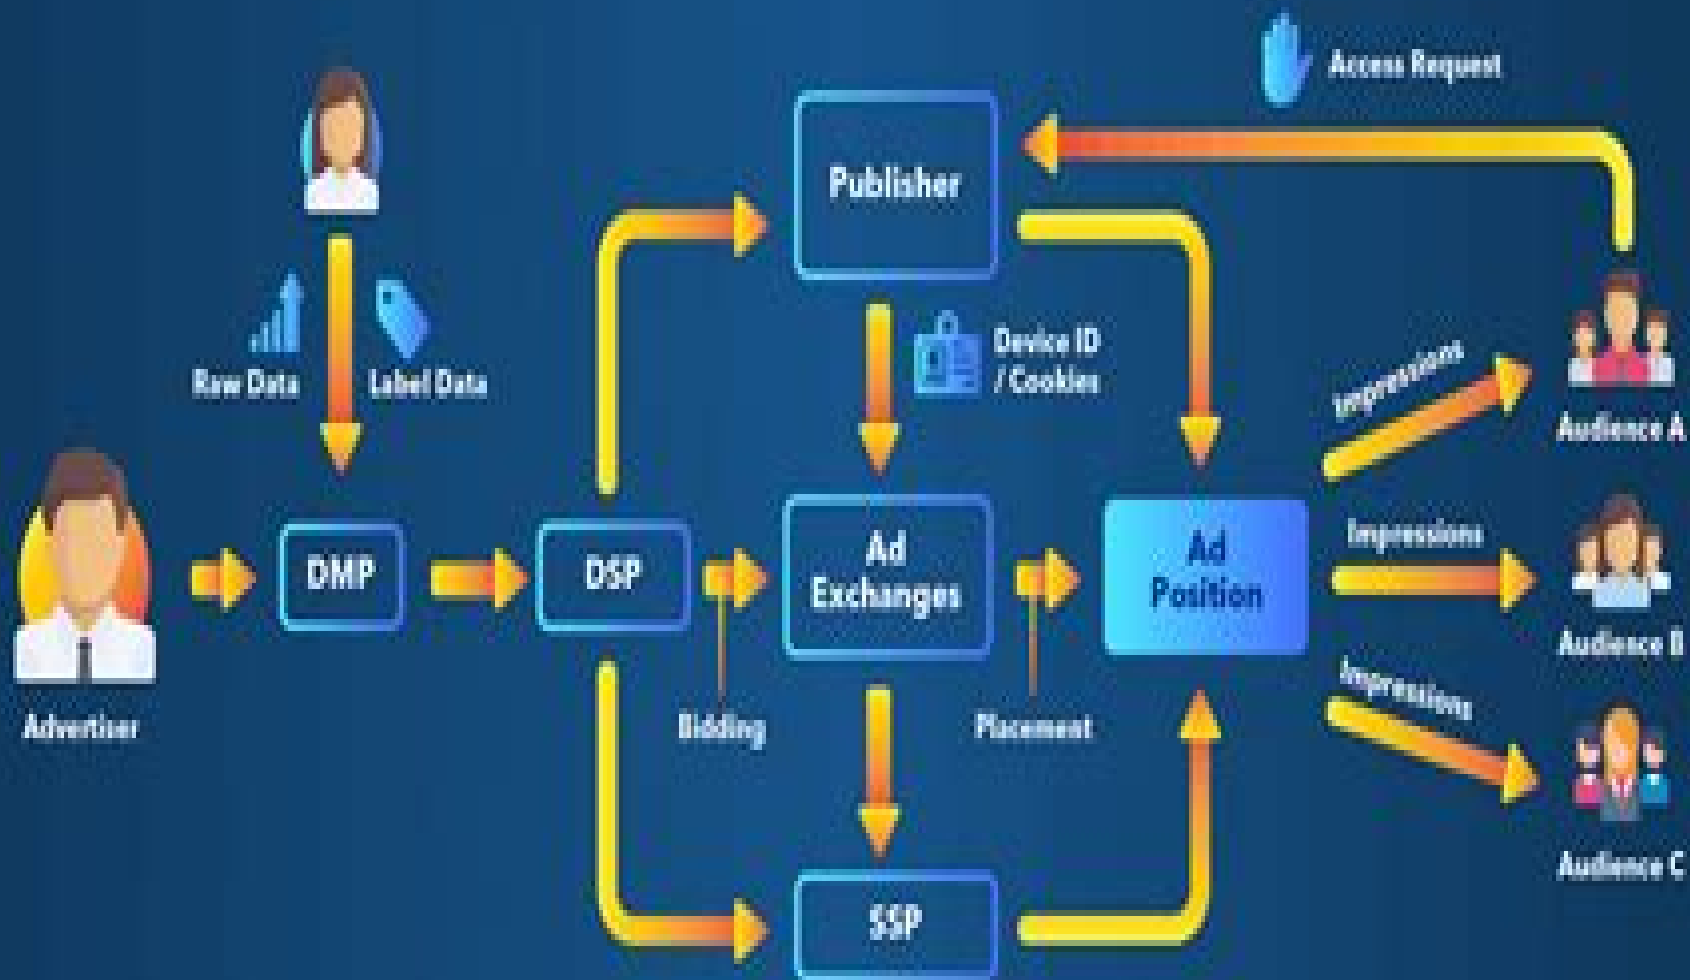 Access Request
Publisher
Device ID
/ Cookies
Raw Data
Label Data
Impressions
Audience A
Advertiser
DMP
DSP
Ad
Exchanges
Ad
Position
Impressions
Audience B
Bidding
Placement
Impressions
Audience C
SSP